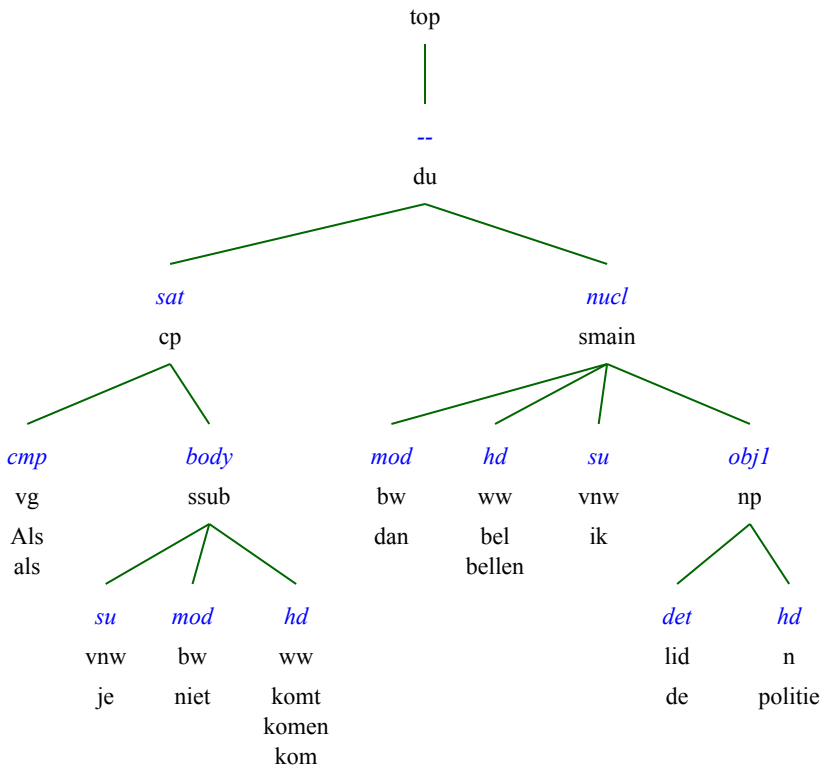 top
--
du
sat nucl
cp smain
cmp body mod hd su obj1
vg ssub bw ww vnw np
Als dan bel ik
als bellen
su mod hd det hd
vnw bw ww lid n
je niet komt de politie
komen
kom